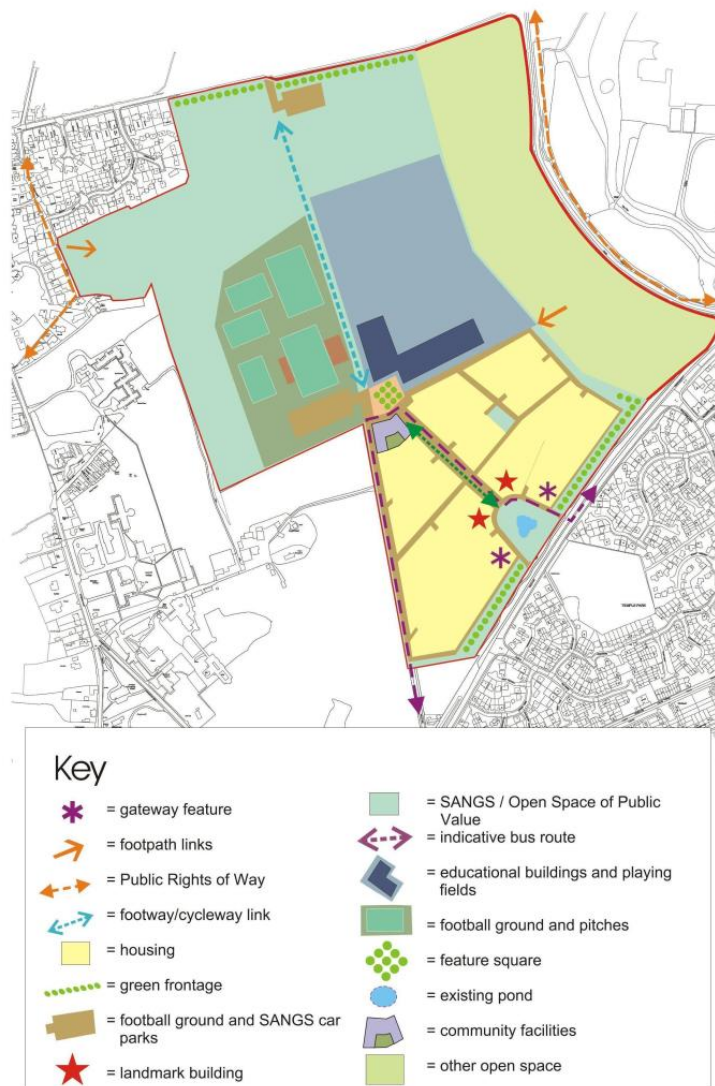 TEMPLE PARK
Key
= gateway feature
= footpath links
= Public Rights of Way
= footway/cycleway link
= housing
= green frontage
= football ground and SANGS car
parks
= landmark building
= SANGS / Open Space of Public
Value
= indicative bus route
= educational buildings and playing
fields
= football ground and pitches
= feature square
= existing pond
= community facilities
= other open space